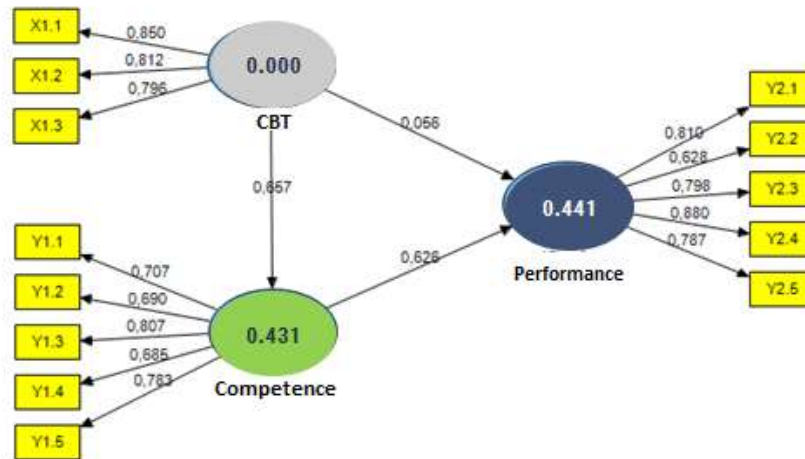 X1.1
0,850
X1.2
0,812
X1.3
0,796
0.000
CBT
0,056
0,657
Y2.1
0,810
Y2.2
0,628
Y2.3
0,798
Y2.4
0,880
Y2.5
0,787
0.441
Performance
Y1.1
0,707
Y1.2
0,690
Y1.3
0,807
Y1.4
0,685
Y1.5
0,783
0,626
0.431
Competence